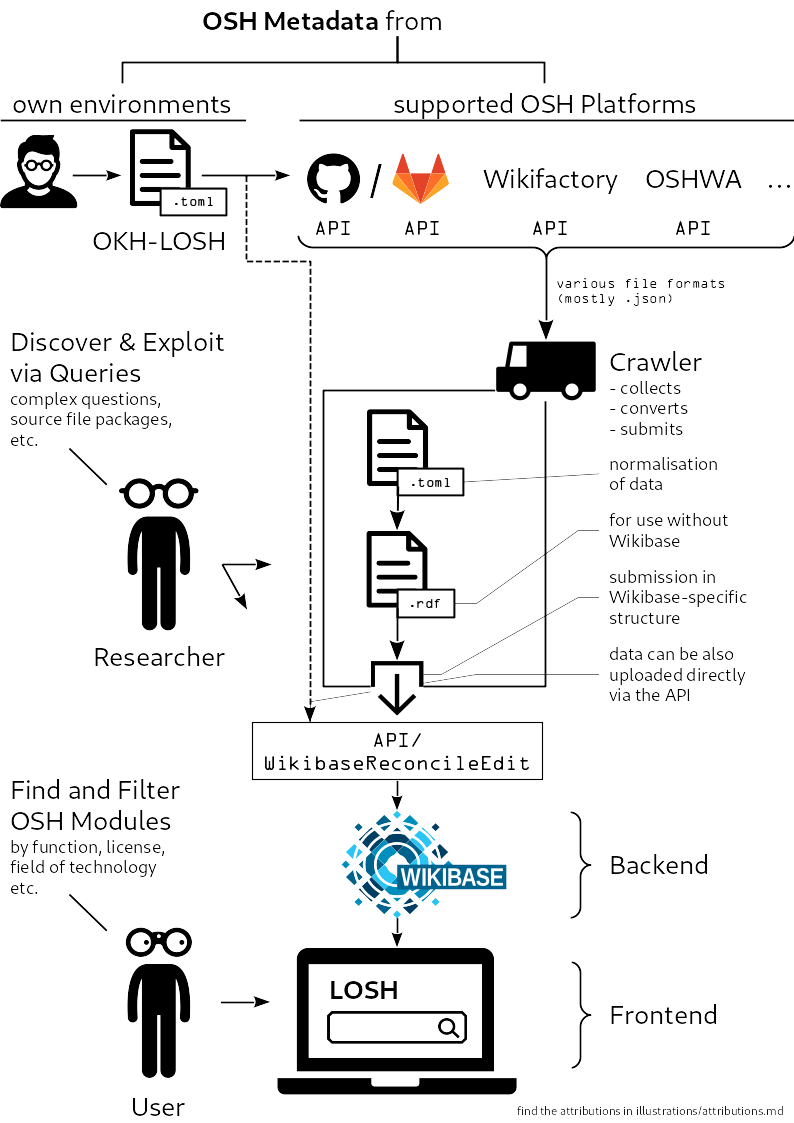 OSH Metadata from
own environments
supported OSH Platforms
.toml
OKH-LOSH
/
Wikifactory
OSHWA
...
API
API
API
API
various file formats
(mostly .json)
Discover & Exploit
via Queries
complex questions,
source file packages,
etc.
Researcher
Crawler
- collects
- converts
- submits
.toml
normalisation
of data
.rdf
for use without
Wikibase
submission in
Wikibase-specific
structure
data can be also
uploaded directly
via the API
API/
WikibaseReconcileEdit
Find and Filter
OSH Modules
by function, license,
field of technology
etc.
User
WIKIBASE
Backend
LOSH
Frontend
find the attributions in illustrations/attributions.md